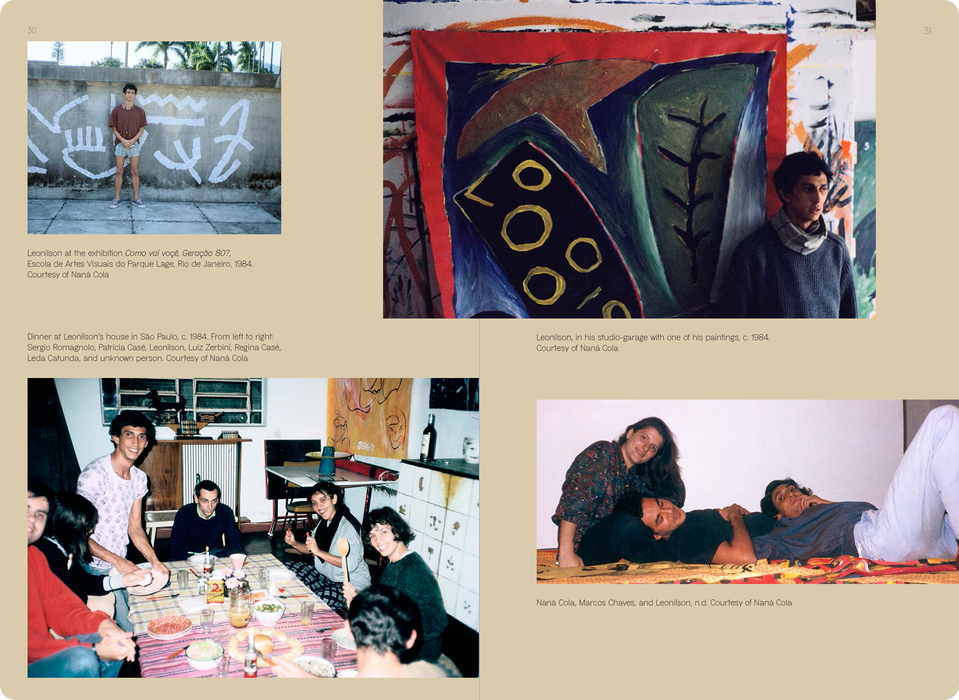 30
31
Leonilson at the exhibition Como vai você, Geração 80?,
Escola de Artes Visuais do Parque Lage, Rio de Janeiro, 1984.
Courtesy of Naná Cola
Dinner at Leonilson's house in São Paulo, c. 1984. From left to right:
Sergio Romagnolo, Patricia Casé, Leonilson, Luiz Zerbini, Regina Casé,
Leda Catunda, and unknown person. Courtesy of Naná Cola
Leonilson, in his studio-garage with one of his paintings, c. 1984.
Courtesy of Naná Cola
Naná Cola, Marcos Chaves, and Leonilson, n.d. Courtesy of Naná Cola